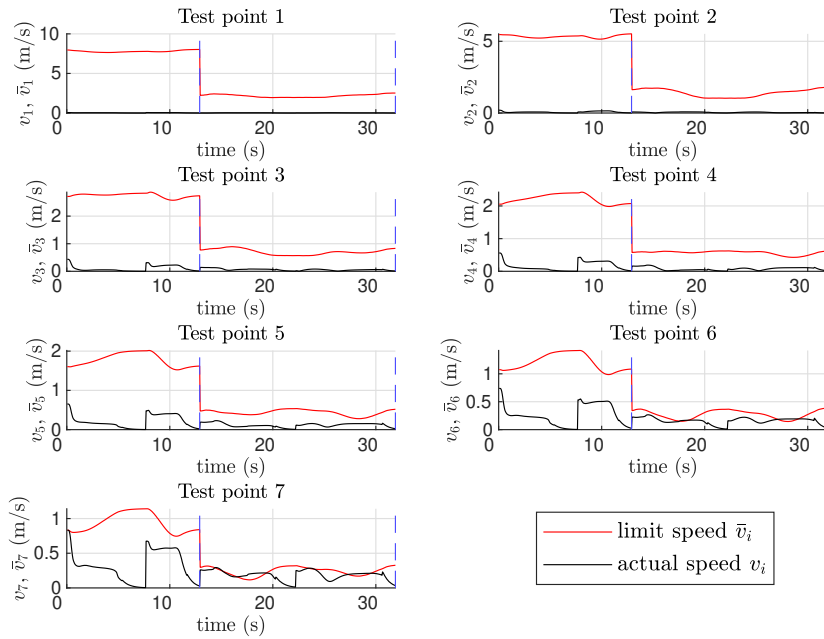 Test point 1
v₁, v̄₁ (m/s)
10
5
0
0 10 20 30
time (s)
Test point 2
v₂, v̄₂ (m/s)
5
0
0 10 20 30
time (s)
Test point 3
v₃, v̄₃ (m/s)
2
1
0
0 10 20 30
time (s)
Test point 4
v₄, v̄₄ (m/s)
2
1
0
0 10 20 30
time (s)
Test point 5
v₅, v̄₅ (m/s)
2
1
0
0 10 20 30
time (s)
Test point 6
v₆, v̄₆ (m/s)
1
0.5
0
0 10 20 30
time (s)
Test point 7
v₇, v̄₇ (m/s)
1
0.5
0
0 10 20 30
time (s)
limit speed v̄ᵢ
actual speed vᵢ